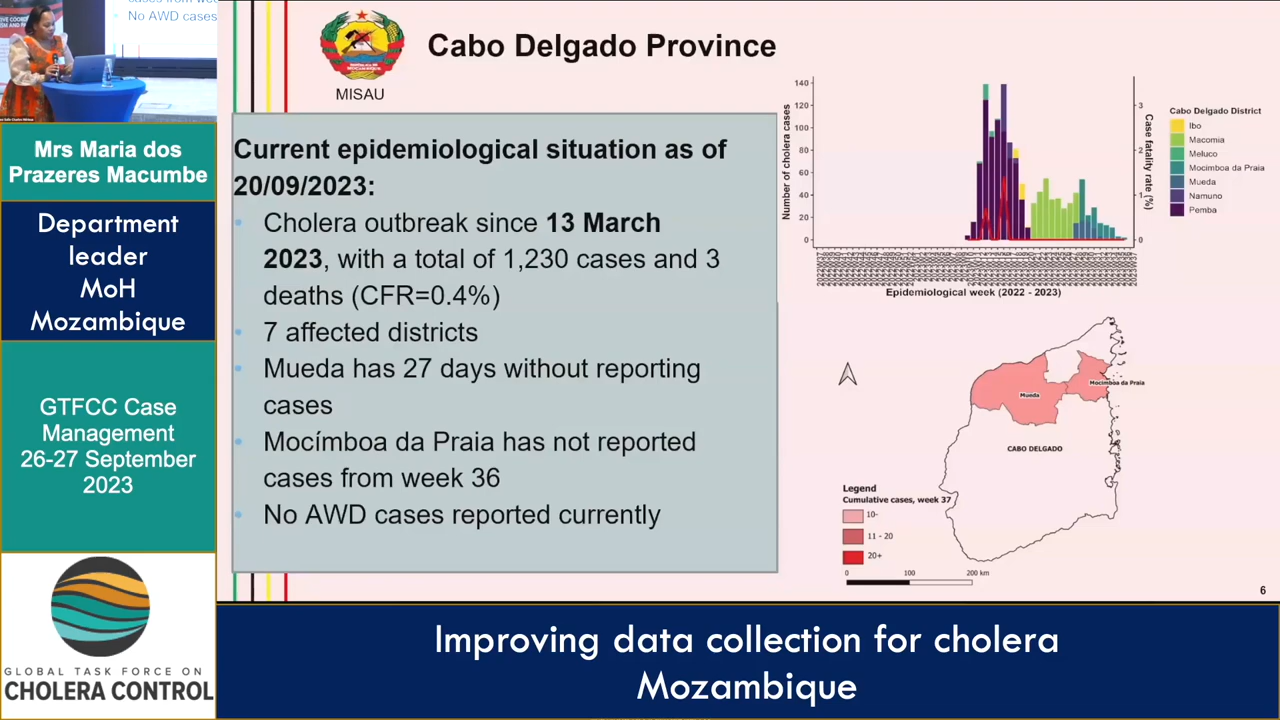 No AWD cases
Mrs Maria dos
Prazeres Macumbe
Department
leader
MoH
Mozambique
GTFCC Case
Management
26-27 September
2023
GLOBAL TASK FORCE ON
CHOLERA CONTROL
MISAU
Cabo Delgado Province
Current epidemiological situation as of
20/09/2023:
• Cholera outbreak since 13 March
2023, with a total of 1,230 cases and 3
deaths (CFR=0.4%)
• 7 affected districts
• Mueda has 27 days without reporting
cases
• Mocímboa da Praia has not reported
cases from week 36
• No AWD cases reported currently
Number of cholera cases
140
120
100
80
60
40
20
0
3
2
1
0
Case fatality rate (%)
Epidemiological week (2022 - 2023)
Cabo Delgado District
Ibo
Macomia
Meluco
Mocimboa da Praia
Mueda
Namuno
Pemba
Mocimboa da Praia
Mueda
CABO DELGADO
Legend
Cumulative cases, week 37
10-
11 - 20
20+
0 100 200 km
6
Improving data collection for cholera
Mozambique